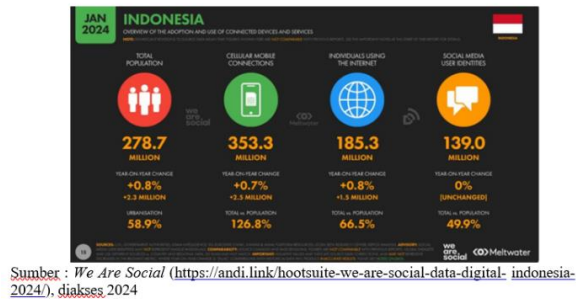 JAN
2024
INDONESIA
OVERVIEW OF THE ADOPTION AND USE OF CONNECTED DEVICES AND SERVICES
TOTAL
POPULATION
278.7
MILLION
YEAR-ON-YEAR CHANGE
+0.8%
+2.3 MILLION
URBANISATION
58.9%
CELLULAR MOBILE
CONNECTIONS
353.3
MILLION
YEAR-ON-YEAR CHANGE
+0.7%
+2.5 MILLION
TOTAL vs. POPULATION
126.8%
INDIVIDUALS USING
THE INTERNET
185.3
MILLION
YEAR-ON-YEAR CHANGE
+0.8%
+1.5 MILLION
TOTAL vs. POPULATION
66.5%
SOCIAL MEDIA
USER IDENTITIES
139.0
MILLION
YEAR-ON-YEAR CHANGE
0%
[UNCHANGED]
TOTAL vs. POPULATION
49.9%
we
are.
social
Meltwater
we
are.
social
Meltwater
Sumber : We Are Social (https://andi.link/hootsuite-we-are-social-data-digital- indonesia-
2024/), diakses 2024